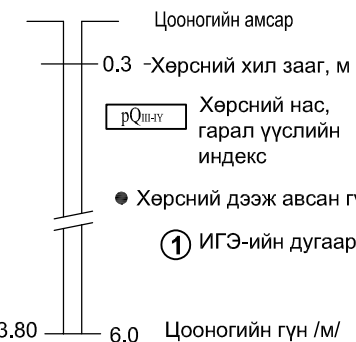 Цооногийн амсар
0.3 -Хөрсний хил зааг, м
pQIII-IY
Хөрсний нас,
гарал үүслийн
индекс
Хөрсний дээж авсан
1 ИГЭ-ийн дугаар
3.80
6.0 Цооногийн гүн /м/